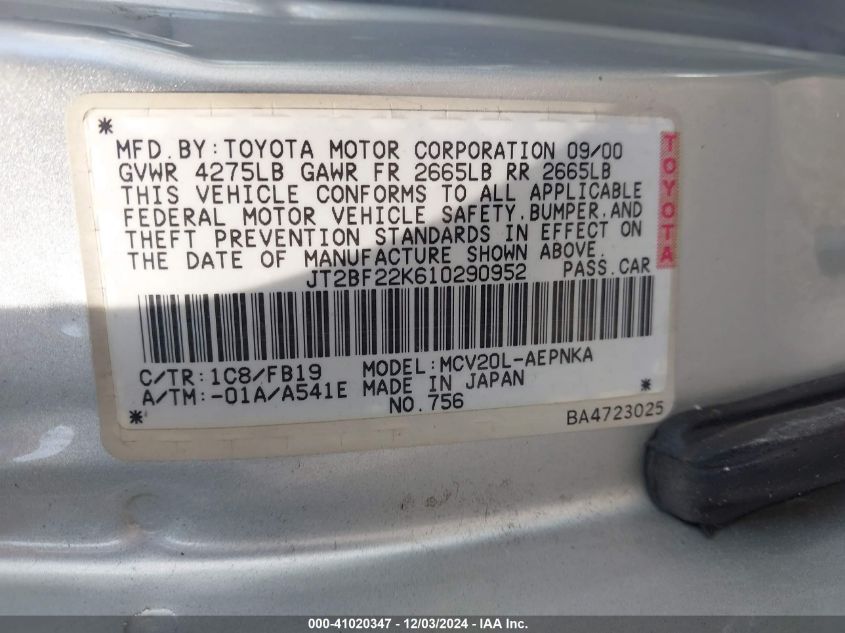 MFD.BY:TOYOTA MOTOR CORPORATION 09/00
GVWR 4275LB GAWR FR 2665LB RR 2665LB
THIS VEHICLE CONFORMS TO ALL APPLICABLE
FEDERAL MOTOR VEHICLE SAFETY,BUMPER,AND
THEFT PREVENTION STANDARDS IN EFFECT ON
THE DATE OF MANUFACTURE SHOWN ABOVE.
JT2BF22K610290952 PASS.CAR
TOYOTA
C/TR:1C8/FB19 MODEL:MCV20L-AEPNKA
A/TM:-01A/A541E MADE IN JAPAN
NO.756
BA4723025
000-41020347 - 12/03/2024 - IAA Inc.